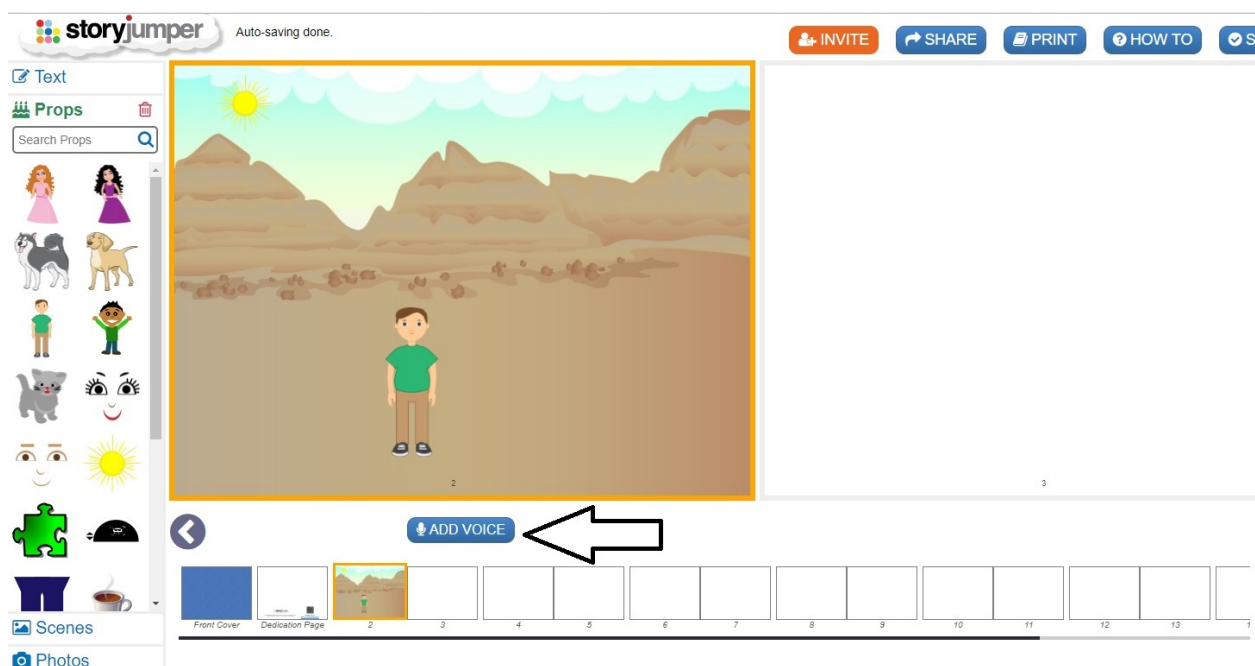 storyjumper
Auto-saving done.
INVITE
SHARE
PRINT
HOW TO
S
Text
Props
Search Props
2
3
ADD VOICE
Front Cover
Dedication Page
2
3
4
5
6
7
8
9
10
11
12
13
1
Scenes
Photos